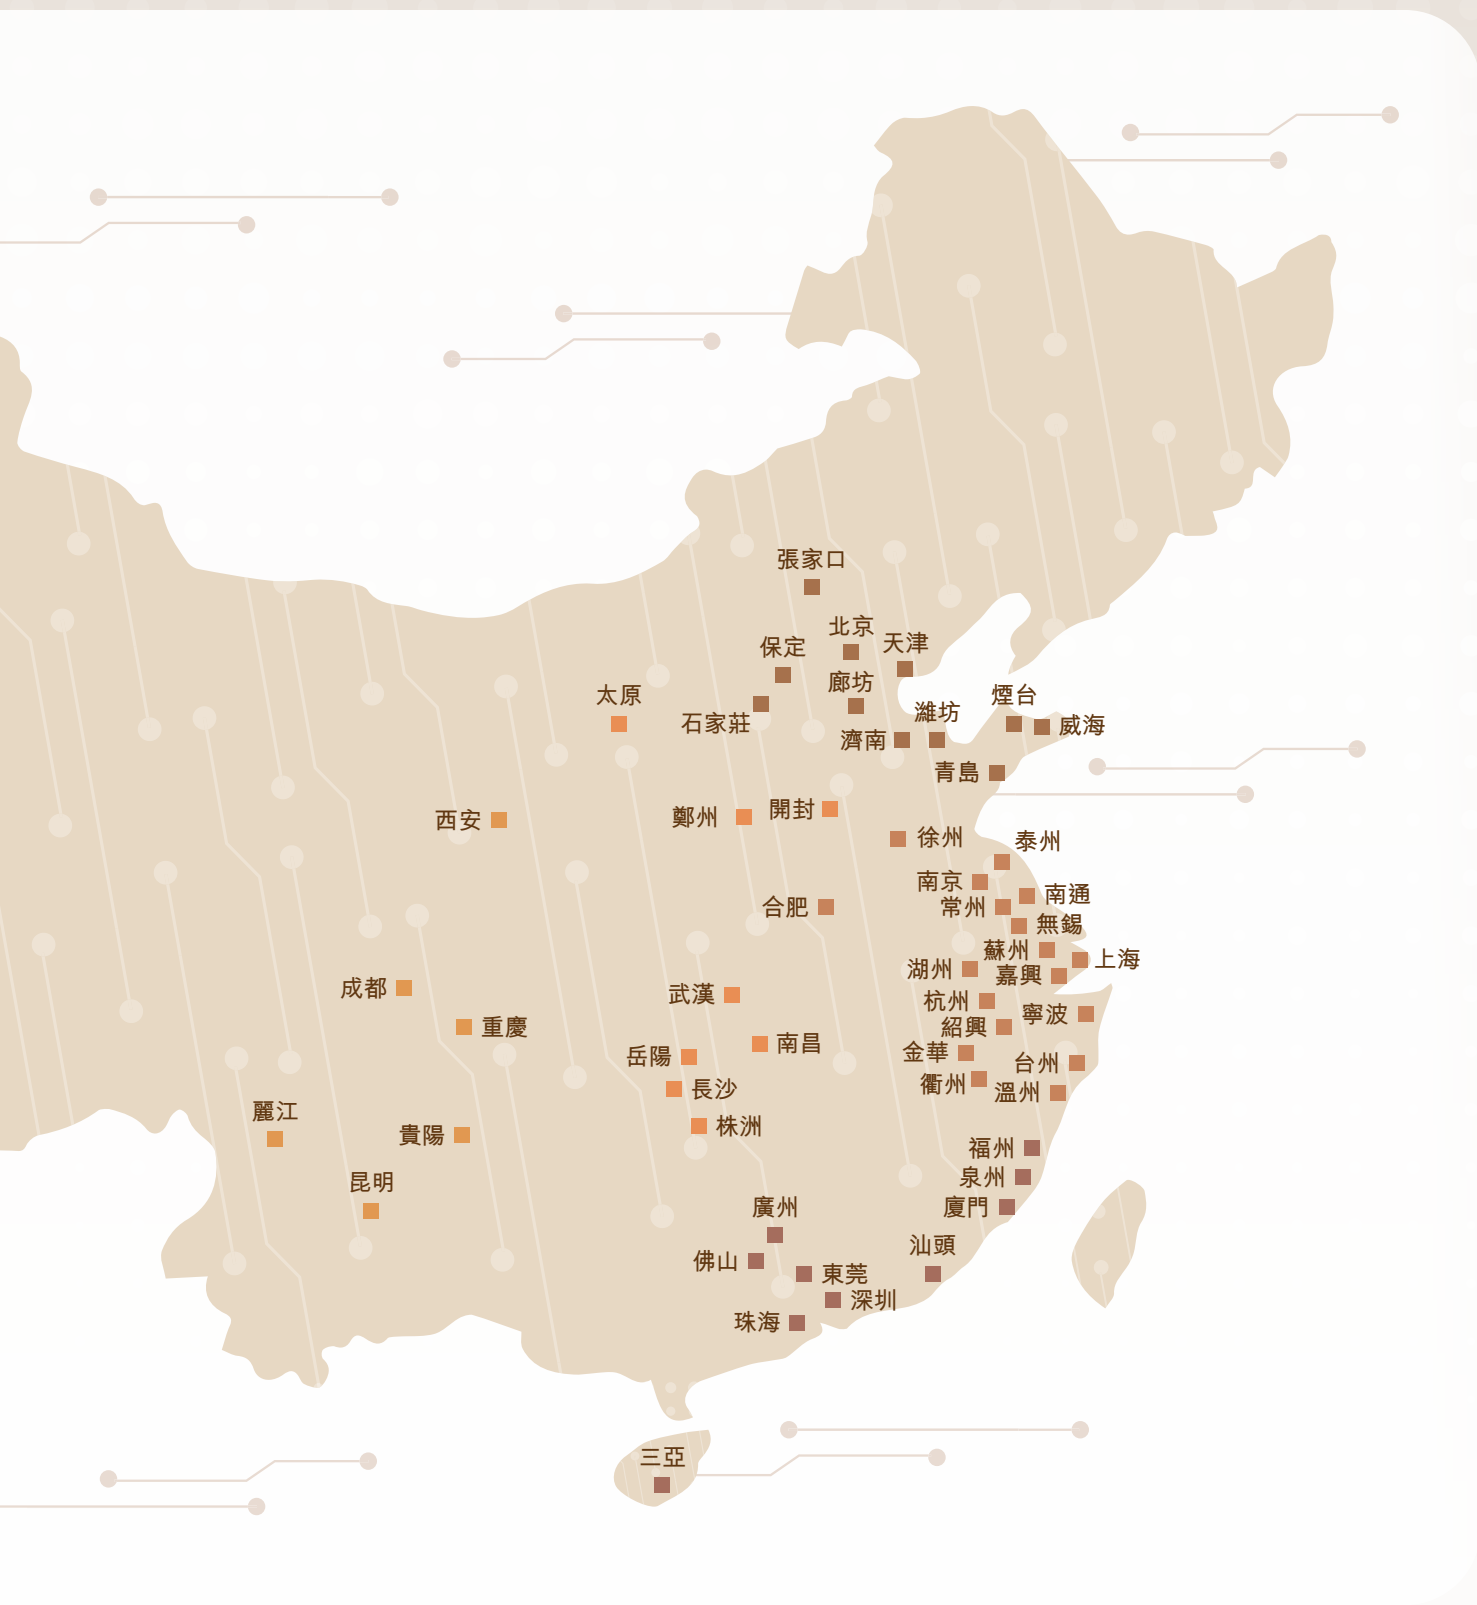 張家口
北京
天津
保定
廊坊
太原
煙台
濰坊
石家莊
威海
濟南
青島
開封
鄭州
西安
徐州
泰州
南京
南通
合肥
常州
無錫
蘇州
上海
湖州
嘉興
成都
武漢
杭州
寧波
重慶
紹興
南昌
岳陽
金華
台州
衢州
長沙
溫州
麗江
株洲
貴陽
福州
泉州
昆明
廣州
廈門
汕頭
佛山
東莞
深圳
珠海
三亞